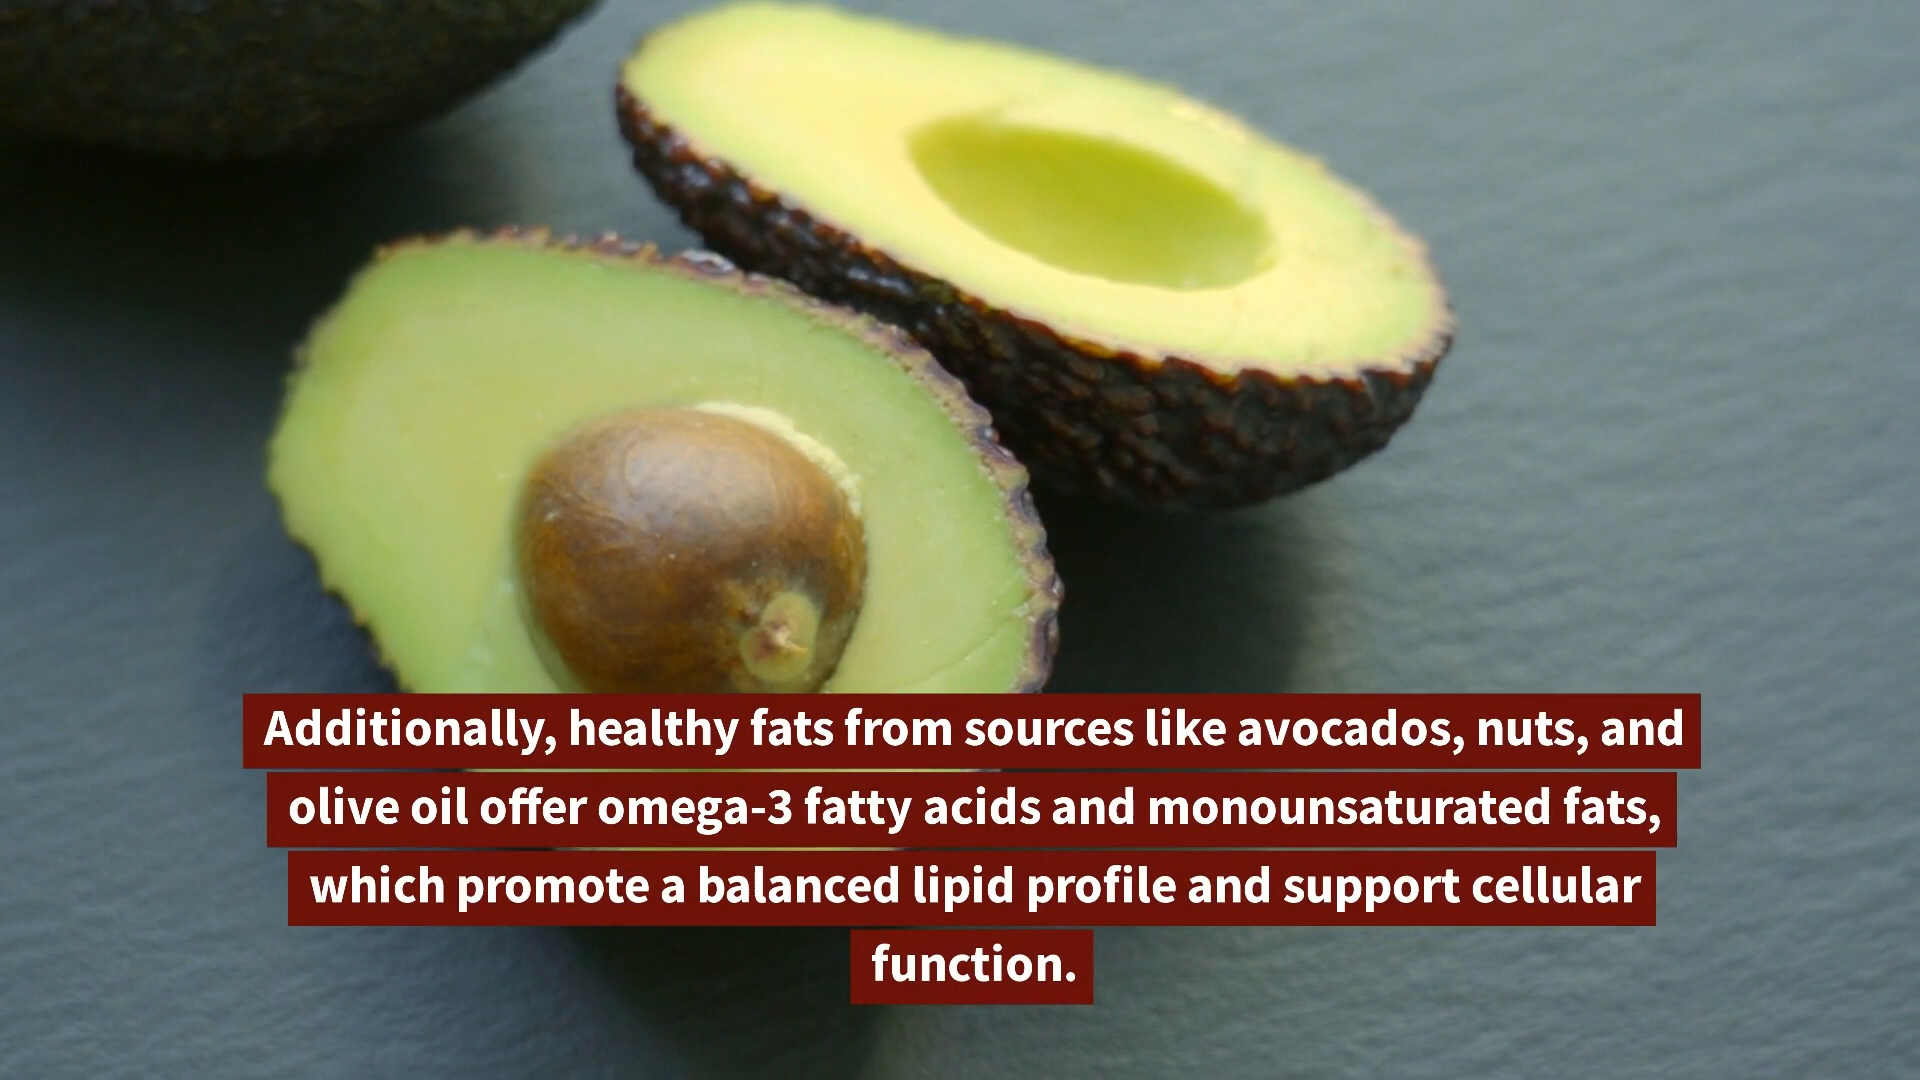 Additionally, healthy fats from sources like avocados, nuts, and
olive oil offer omega-3 fatty acids and monounsaturated fats,
which promote a balanced lipid profile and support cellular
function.